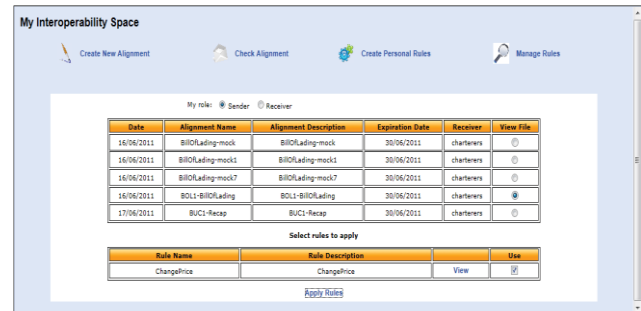 My Interoperability Space
Create New Alignment Check Alignment Create Personal Rules Manage Rules
My role: Sender Receiver
Date Alignment Name Alignment Description Expiration Date Receiver View File
16/06/2011 BillOfLading-mock BillOfLading-mock 30/06/2011 charterers
16/06/2011 BillOfLading-mock1 BillOfLading-mock1 30/06/2011 charterers
16/06/2011 BillOfLading-mock7 BillOfLading-mock7 30/06/2011 charterers
16/06/2011 BOL1-BillOfLading BOL1-BillOfLading 30/06/2011 charterers
17/06/2011 BUC1-Recap BUC1-Recap 30/06/2011 charterers
Select rules to apply
Rule Name Rule Description Use
ChangePrice ChangePrice View
Apply Rules